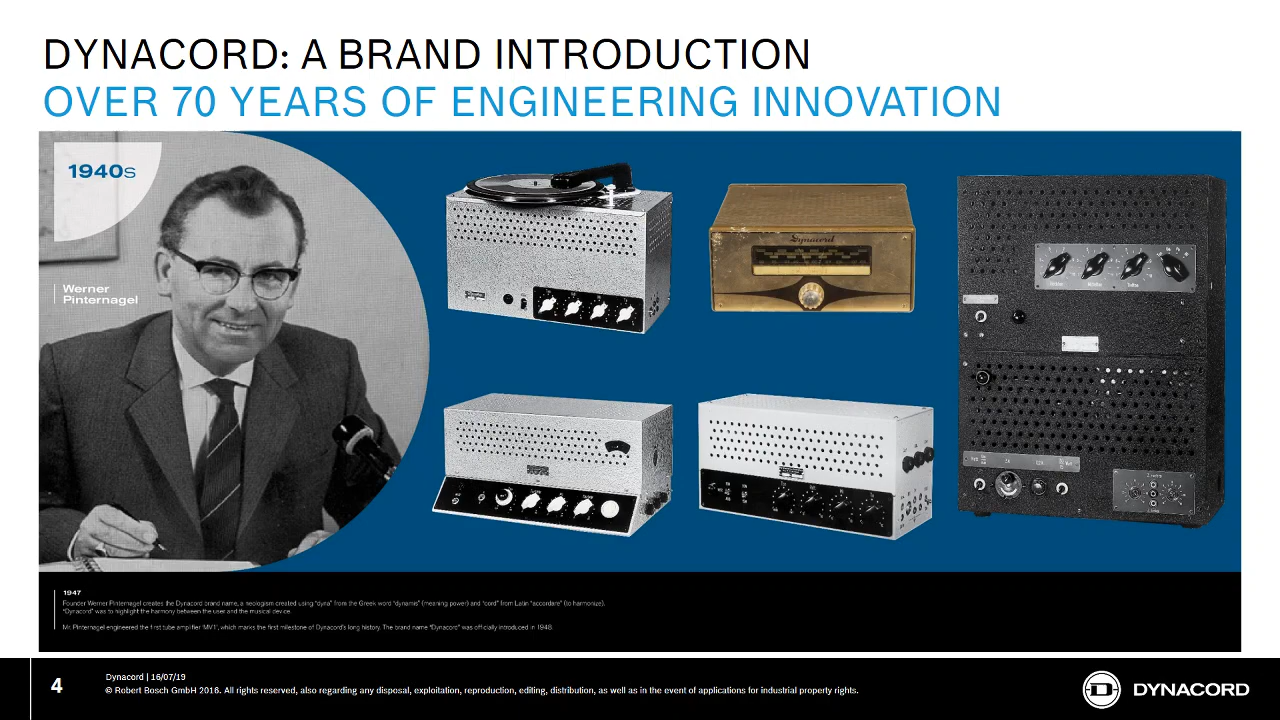 DYNACORD: A BRAND INTRODUCTION
OVER 70 YEARS OF ENGINEERING INNOVATION
1940s
Werner
Pinternagel
Dynacord
1947
Founder Werner Pinternagel creates the Dynacord brand name, a neologism created using "dyna" from the Greek word "dynamis" (meaning power) and "cord" from Latin "accordare" (to harmonize).
"Dynacord" was to highlight the harmony between the user and the musical device.
Mr. Pinternagel engineered the first tube amplifier 'MV1', which marks the first milestone of Dynacord's long history. The brand name "Dynacord" was officially introduced in 1948.
4
Dynacord | 16/07/19
© Robert Bosch GmbH 2016. All rights reserved, also regarding any disposal, exploitation, reproduction, editing, distribution, as well as in the event of applications for industrial property rights.
D
DYNACORD